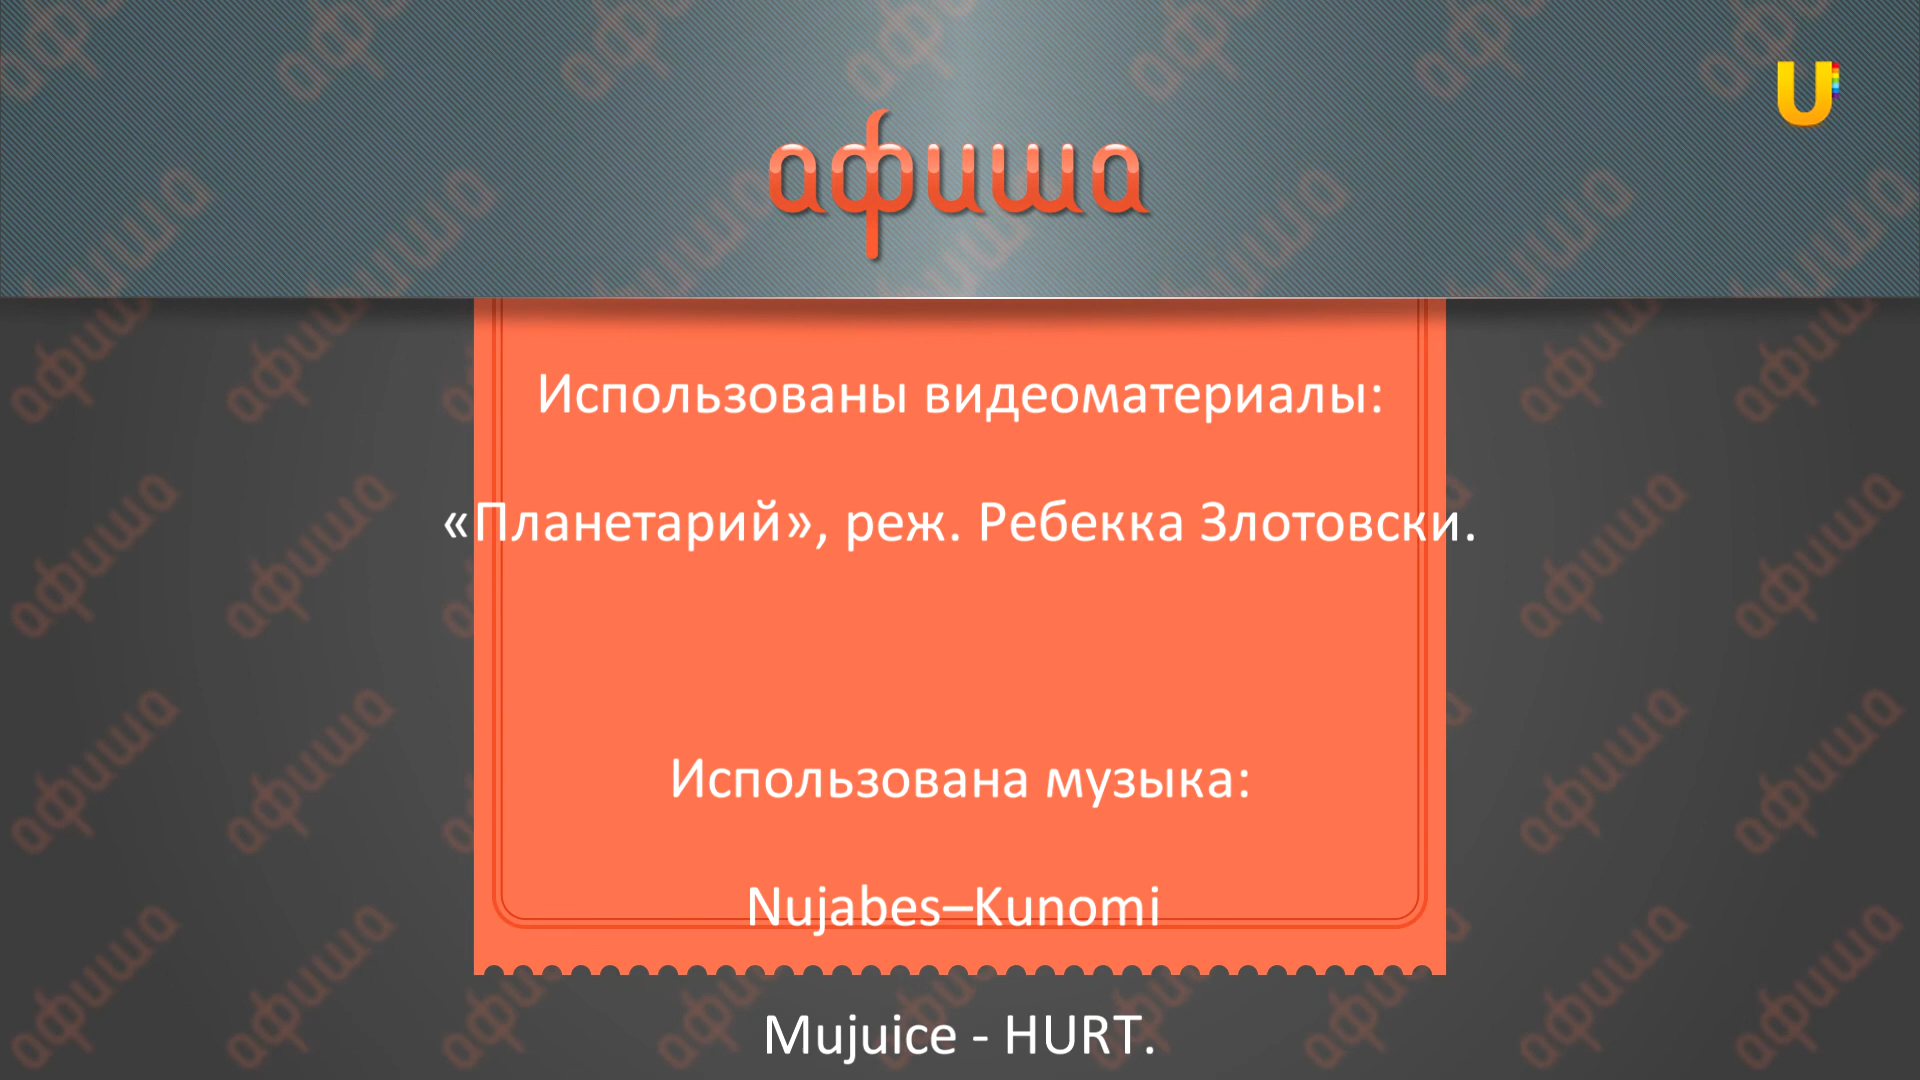 афиша
U
Использованы видеоматериалы:
«Планетарий», реж. Ребекка Злотовски.
Использована музыка:
Nujabes–Kunomi
Mujuice - HURT.